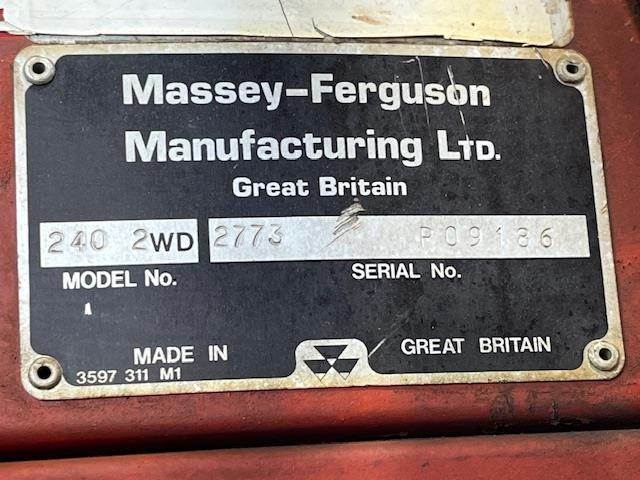 Massey-Ferguson
Manufacturing LTD.
Great Britain
240 2WD 2773 P09186
MODEL No. SERIAL No.
MADE IN GREAT BRITAIN
3597 311 M1